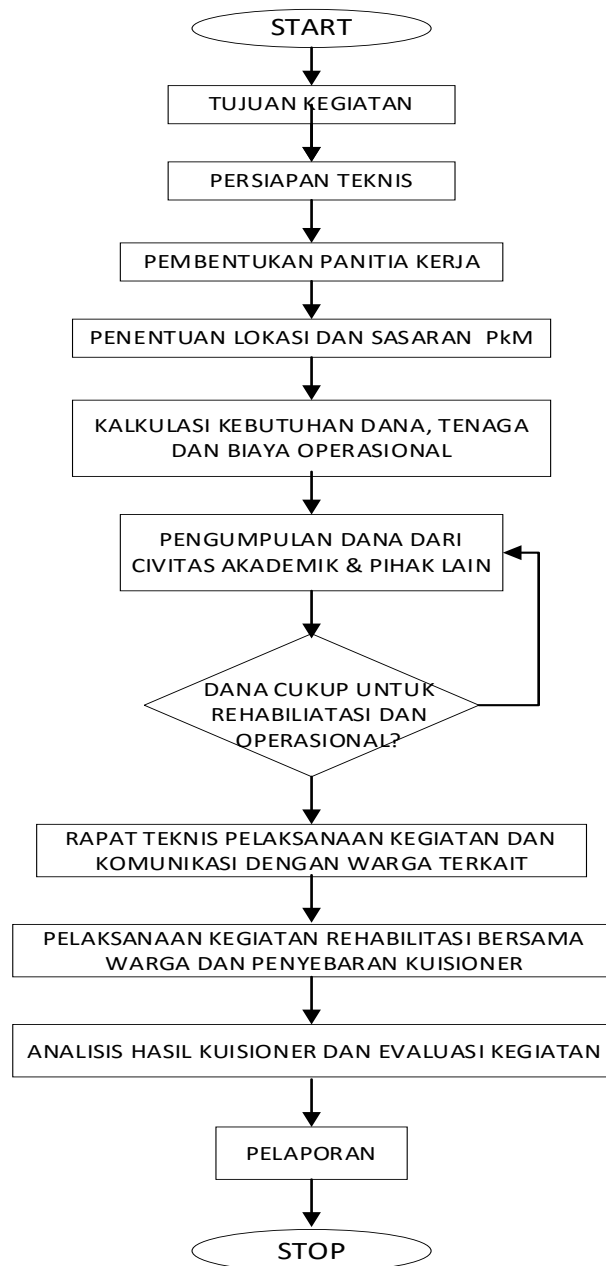 START
TUJUAN KEGIATAN
PERSIAPAN TEKNIS
PEMBENTUKAN PANITIA KERJA
PENENTUAN LOKASI DAN SASARAN PkM
KALKULASI KEBUTUHAN DANA, TENAGA
DAN BIAYA OPERASIONAL
PENGUMPULAN DANA DARI
CIVITAS AKADEMIK & PIHAK LAIN
DANA CUKUP UNTUK
REHABILIATASI DAN
OPERASIONAL?
RAPAT TEKNIS PELAKSANAAN KEGIATAN DAN
KOMUNIKASI DENGAN WARGA TERKAIT
PELAKSANAAN KEGIATAN REHABILITASI BERSAMA
WARGA DAN PENYEBARAN KUISIONER
ANALISIS HASIL KUISIONER DAN EVALUASI KEGIATAN
PELAPORAN
STOP